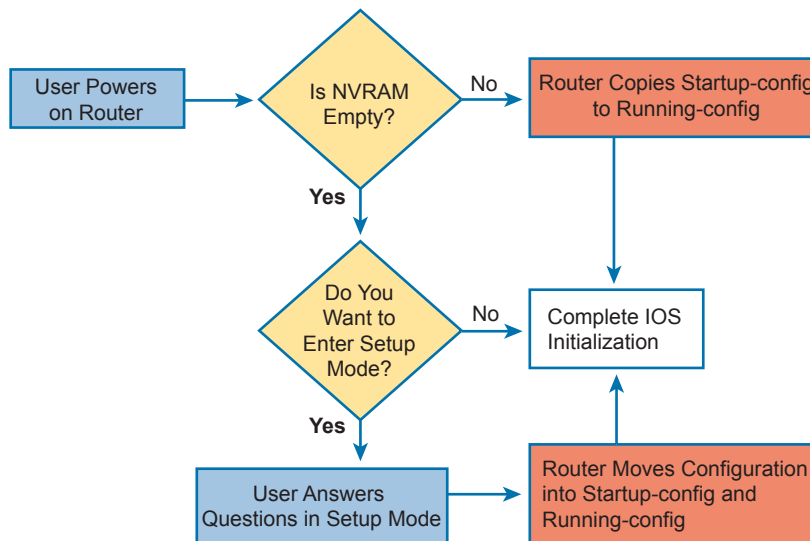 User Powers
on Router
Is NVRAM
Empty?
No
Router Copies Startup-config
to Running-config
Yes
Do You
Want to
Enter Setup
Mode?
No
Complete IOS
Initialization
Yes
User Answers
Questions in Setup Mode
Router Moves Configuration
into Startup-config and
Running-config